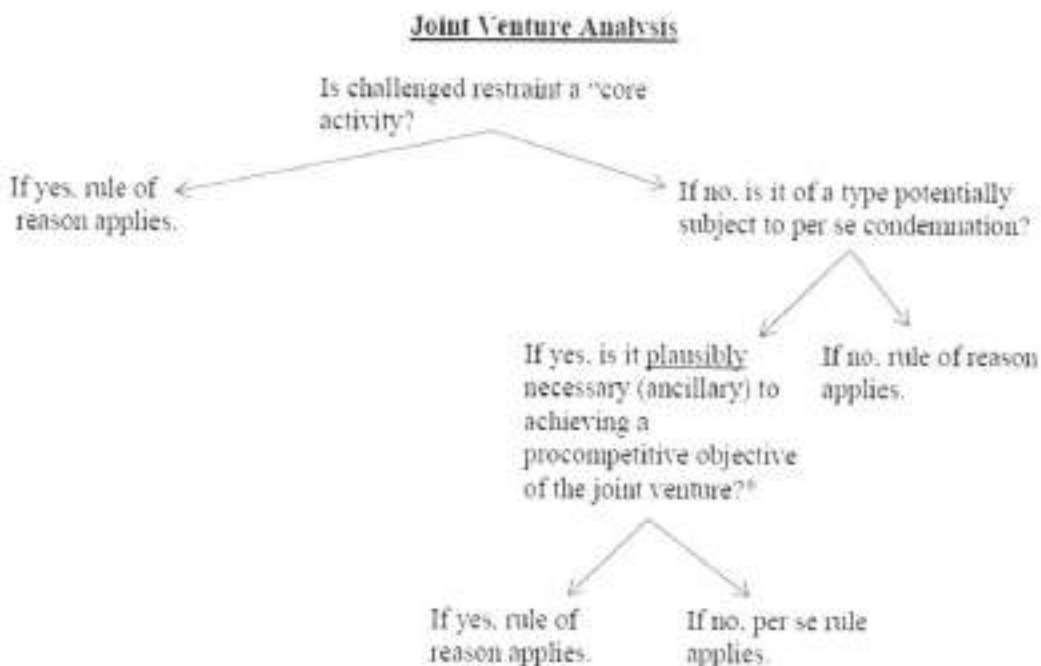 Joint Venture Analysis
Is challenged restraint a “core
activity?
If yes, rule of
reason applies.
If no, is it of a type potentially
subject to per se condemnation?
If yes, is it plausibly
necessary (ancillary) to
achieving a
procompetitive objective
of the joint venture?*
If no, rule of reason
applies.
If yes, rule of
reason applies.
If no, per se rule
applies.